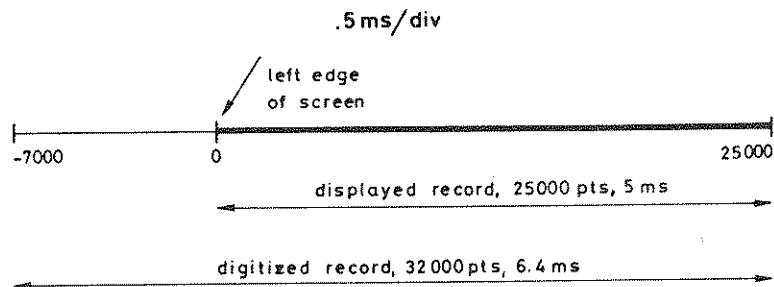 .5 ms/div
left edge
of screen
-7000 0 25000
displayed record, 25000 pts, 5 ms
digitized record, 32000 pts, 6.4 ms